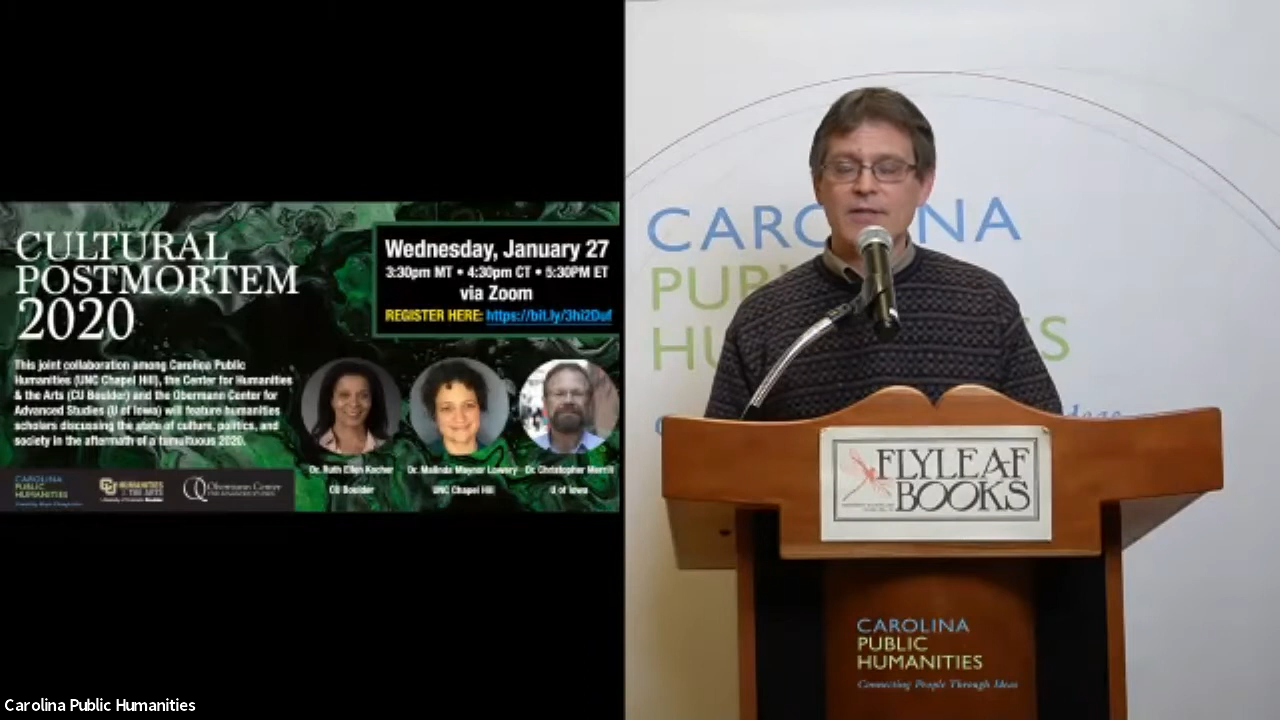 CULTURAL
POSTMORTEM
2020
Wednesday, January 27
3:30pm MT • 4:30pm CT • 5:30PM ET
via Zoom
REGISTER HERE: https://bit.ly/3hi2Duf
This joint collaboration among Carolina Public
Humanities (UNC Chapel Hill), the Center for Humanities
& the Arts (CU Boulder) and the Obermann Center for
Advanced Studies (U of Iowa) will feature humanities
scholars discussing the state of culture, politics, and
society in the aftermath of a tumultuous 2020.
Dr. Ruth Ellen Kocher
CU Boulder
Dr. Malinda Maynor Lowery
UNC Chapel Hill
Dr. Christopher Merrill
U of Iowa
CAROLINA
PUBLIC
HUMANITIES
CU
HUMANITIES
& THE ARTS
Obermann Center
CAROLINA
PUB
HU S
Ideas
FLYLEAF
BOOKS
CAROLINA
PUBLIC
HUMANITIES
Connecting People Through Ideas
Carolina Public Humanities